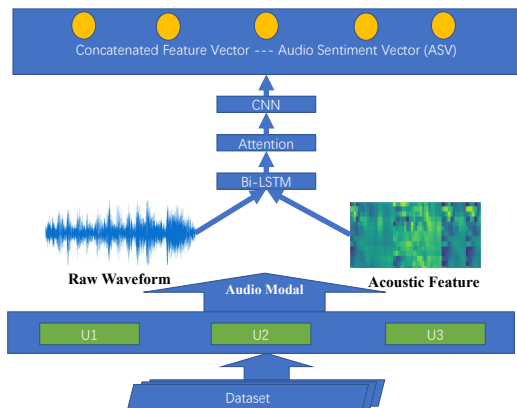 Concatenated Feature Vector --- Audio Sentiment Vector (ASV)
CNN
Attention
Bi-LSTM
Raw Waveform
Acoustic Feature
Audio Modal
U1
U2
U3
Dataset